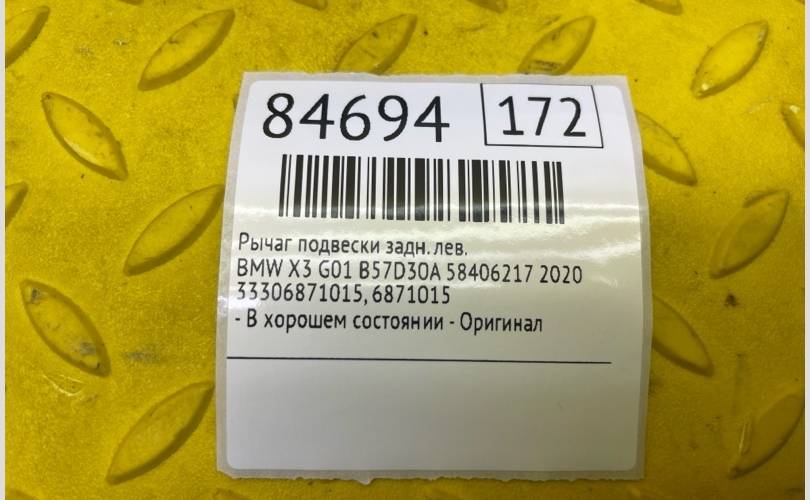 84694 172
Рычаг подвески задн. лев.
BMW X3 G01 B57D30A 58406217 2020
33306871015, 6871015
- В хорошем состоянии - Оригинал